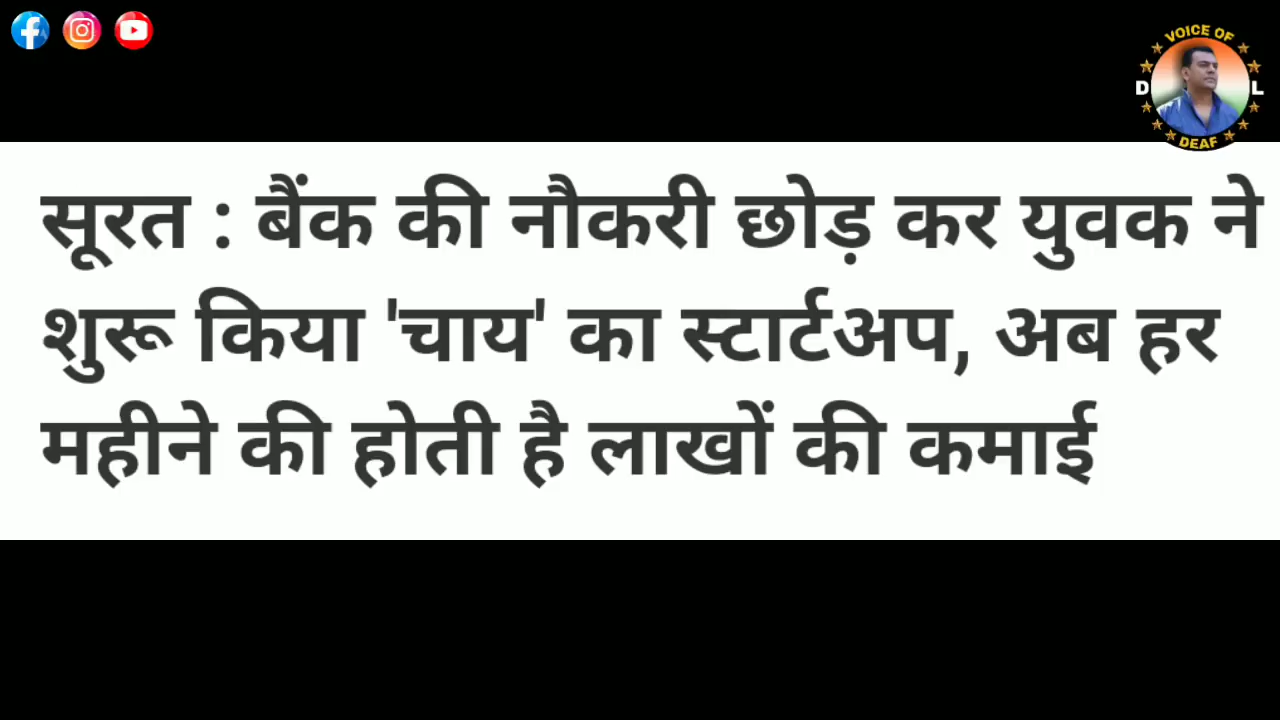 VOICE OF
D L
DEAF
सूरत : बैंक की नौकरी छोड़ कर युवक ने
शुरू किया 'चाय' का स्टार्टअप, अब हर
महीने की होती है लाखों की कमाई